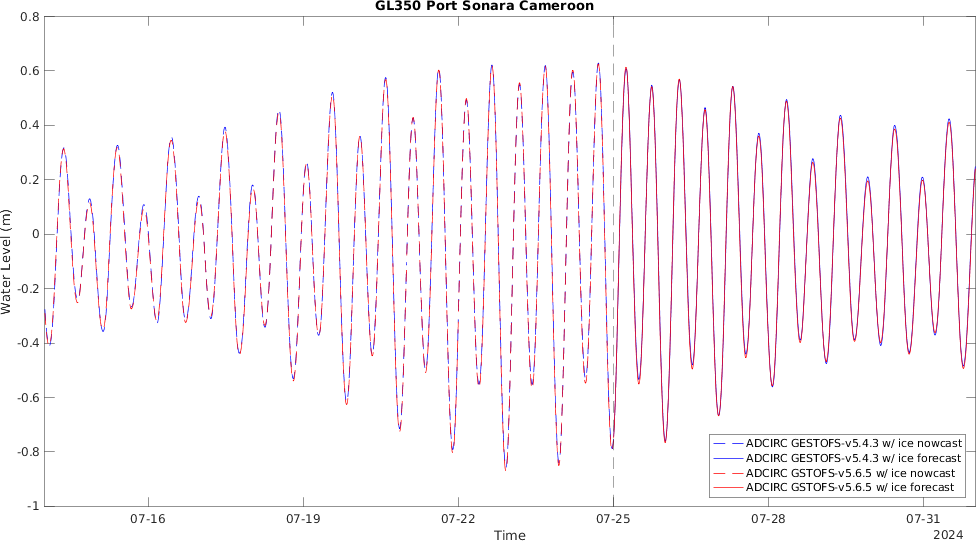 GL350 Port Sonara Cameroon
0.8
0.6
0.4
0.2
0
-0.2
-0.4
-0.6
-0.8
-1
Water Level (m)
ADCIRC GESTOFS-v5.4.3 w/ ice nowcast
ADCIRC GESTOFS-v5.4.3 w/ ice forecast
ADCIRC GSTOFS-v5.6.5 w/ ice nowcast
ADCIRC GSTOFS-v5.6.5 w/ ice forecast
07-16 07-19 07-22 07-25 07-28 07-31
Time 2024